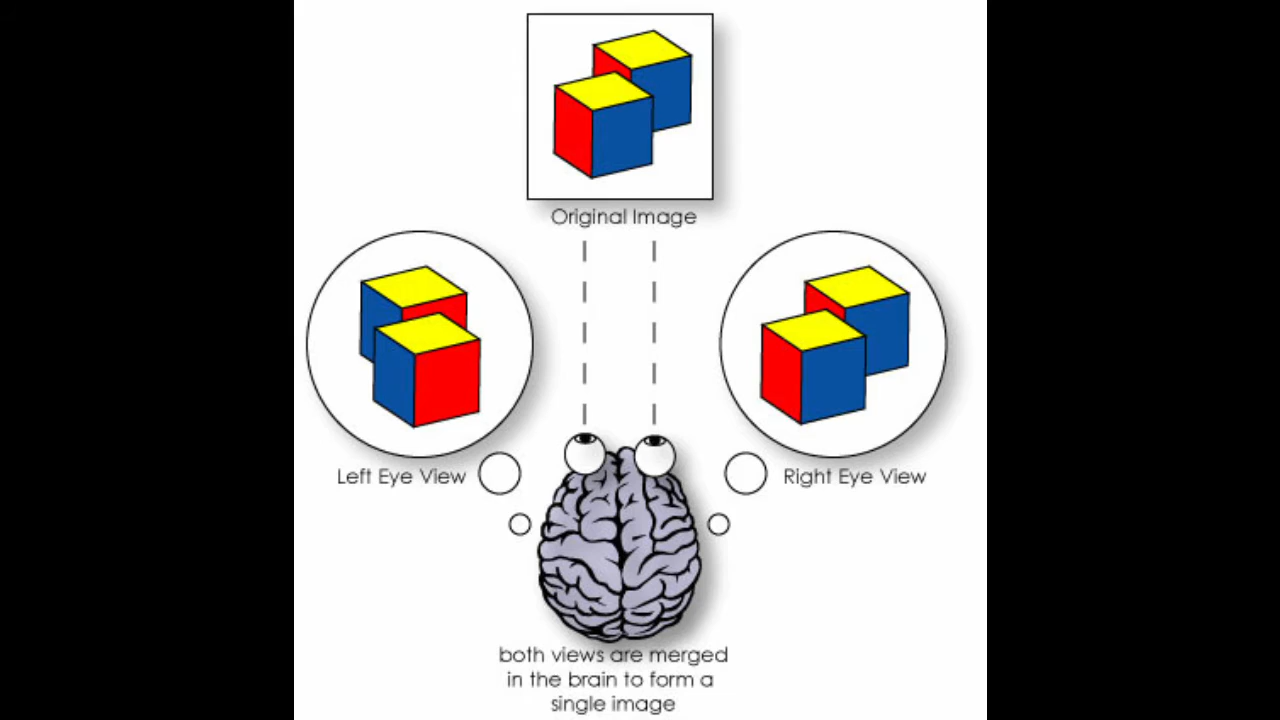 Original Image
Left Eye View
Right Eye View
both views are merged
in the brain to form a
single image